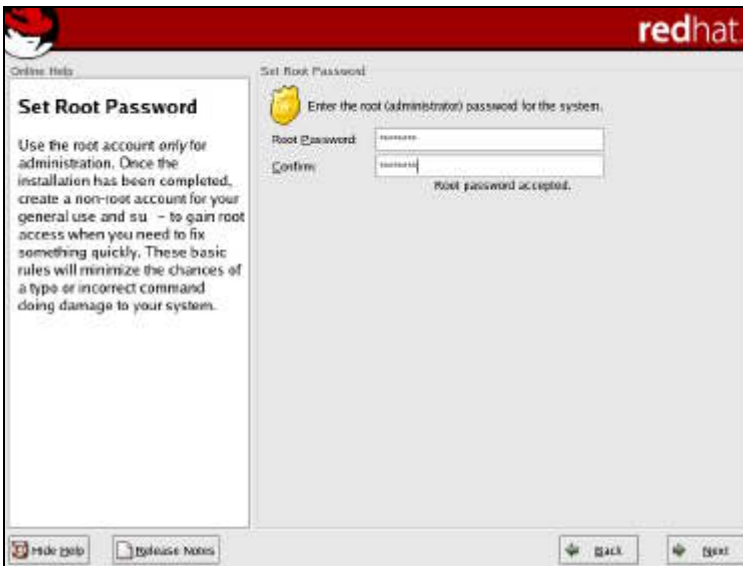 redhat.
Online Help
Set Root Password
Use the root account only for
administration. Once the
installation has been completed,
create a non-root account for your
general use and su - to gain root
access when you need to fix
something quickly. These basic
rules will minimize the chances of
a typo or incorrect command
doing damage to your system.
Set Root Password
Enter the root (administrator) password for the system.
Root Password:
********
Confirm:
********
Root password accepted.
Hide Help
Release Notes
Back
Next